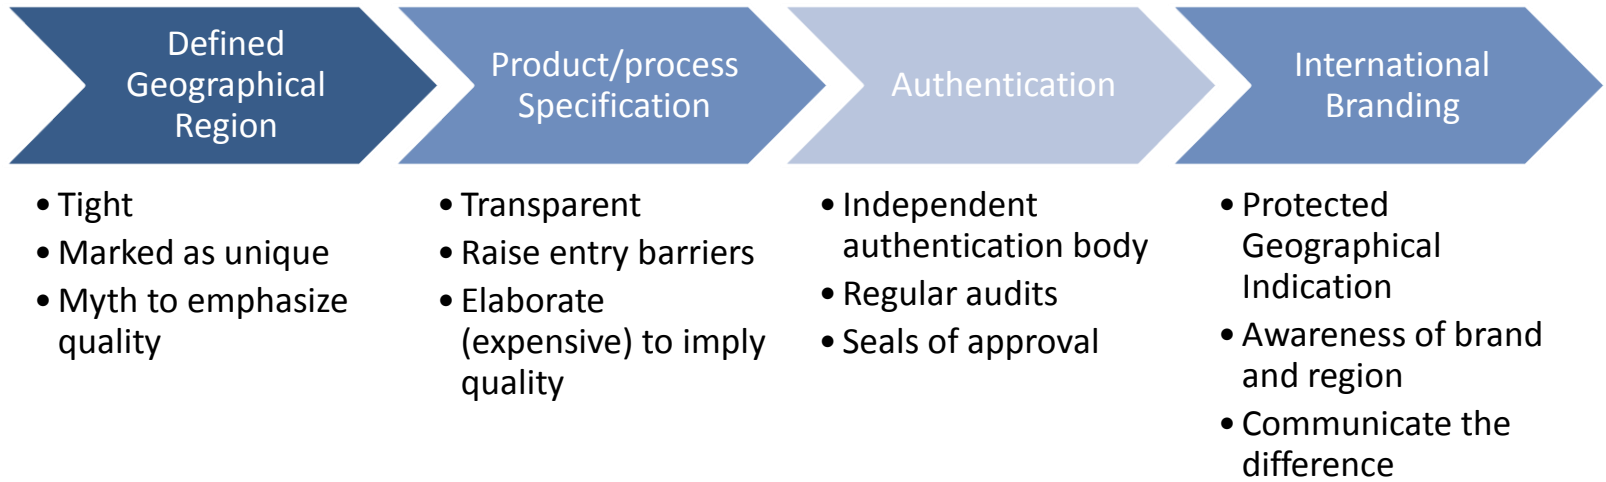 Defined
Geographical
Region
• Tight
• Marked as unique
• Myth to emphasize
quality
Product/process
Specification
• Transparent
• Raise entry barriers
• Elaborate
(expensive) to imply
quality
Authentication
• Independent
authentication body
• Regular audits
• Seals of approval
International
Branding
• Protected
Geographical
Indication
• Awareness of brand
and region
• Communicate the
difference